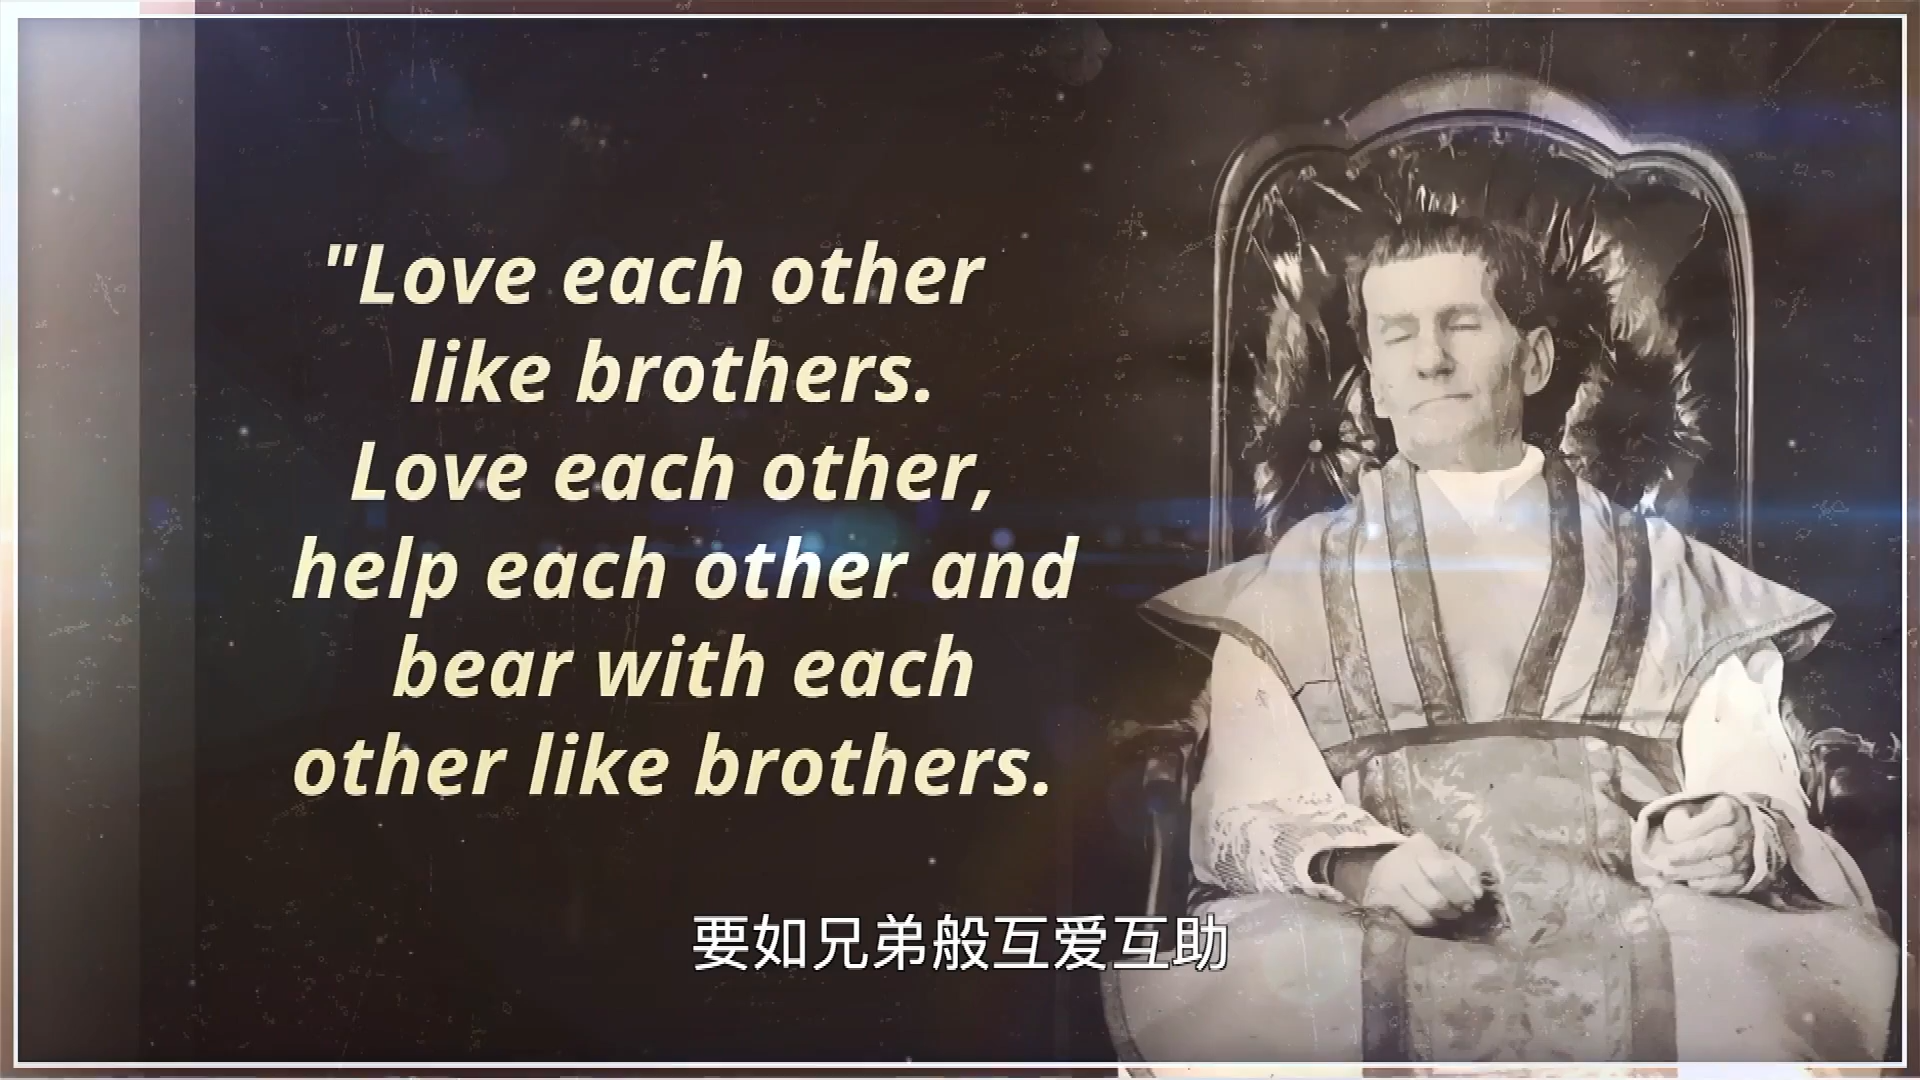 "Love each other
like brothers.
Love each other,
help each other and
bear with each
other like brothers.
要如兄弟般互爱互助